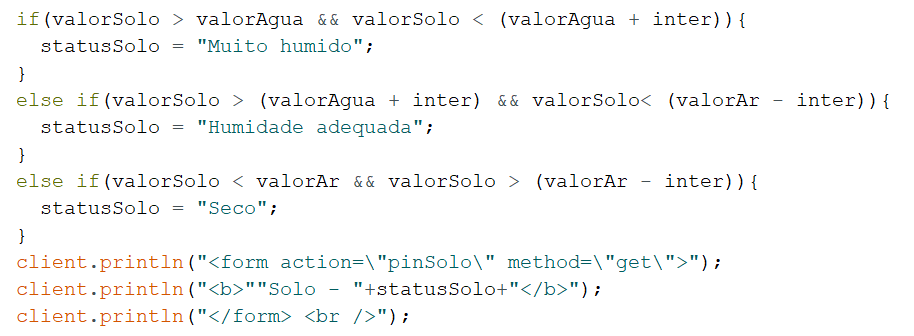 if(valorSolo > valorAgua && valorSolo < (valorAgua + inter)){
  statusSolo = "Muito humido";
}
else if(valorSolo > (valorAgua + inter) && valorSolo< (valorAr - inter)){
  statusSolo = "Humidade adequada";
}
else if(valorSolo < valorAr && valorSolo > (valorAr - inter)){
  statusSolo = "Seco";
}
client.println("<form action=\"pinSolo\" method=\"get\">");
client.println("<b>""Solo - "+statusSolo+"</b>");
client.println("</form> <br />");